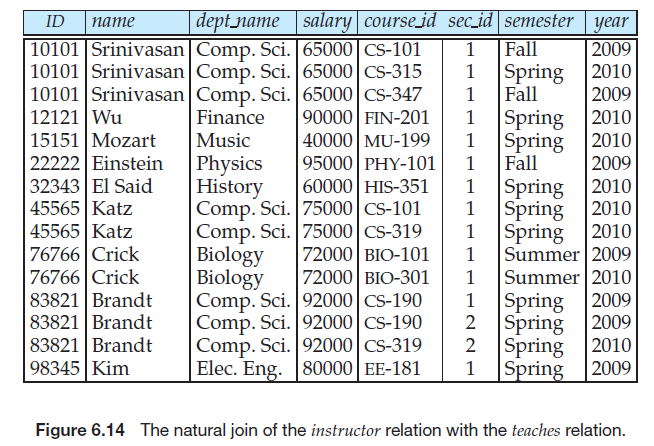 ID name dept_name salary course_id sec_id semester year
10101 Srinivasan Comp. Sci. 65000 CS-101 1 Fall 2009
10101 Srinivasan Comp. Sci. 65000 CS-315 1 Spring 2010
10101 Srinivasan Comp. Sci. 65000 CS-347 1 Fall 2009
12121 Wu Finance 90000 FIN-201 1 Spring 2010
15151 Mozart Music 40000 MU-199 1 Spring 2010
22222 Einstein Physics 95000 PHY-101 1 Fall 2009
32343 El Said History 60000 HIS-351 1 Spring 2010
45565 Katz Comp. Sci. 75000 CS-101 1 Spring 2010
45565 Katz Comp. Sci. 75000 CS-319 1 Spring 2010
76766 Crick Biology 72000 BIO-101 1 Summer 2009
76766 Crick Biology 72000 BIO-301 1 Summer 2010
83821 Brandt Comp. Sci. 92000 CS-190 1 Spring 2009
83821 Brandt Comp. Sci. 92000 CS-190 2 Spring 2009
83821 Brandt Comp. Sci. 92000 CS-319 2 Spring 2010
98345 Kim Elec. Eng. 80000 EE-181 1 Spring 2009
Figure 6.14 The natural join of the instructor relation with the teaches relation.